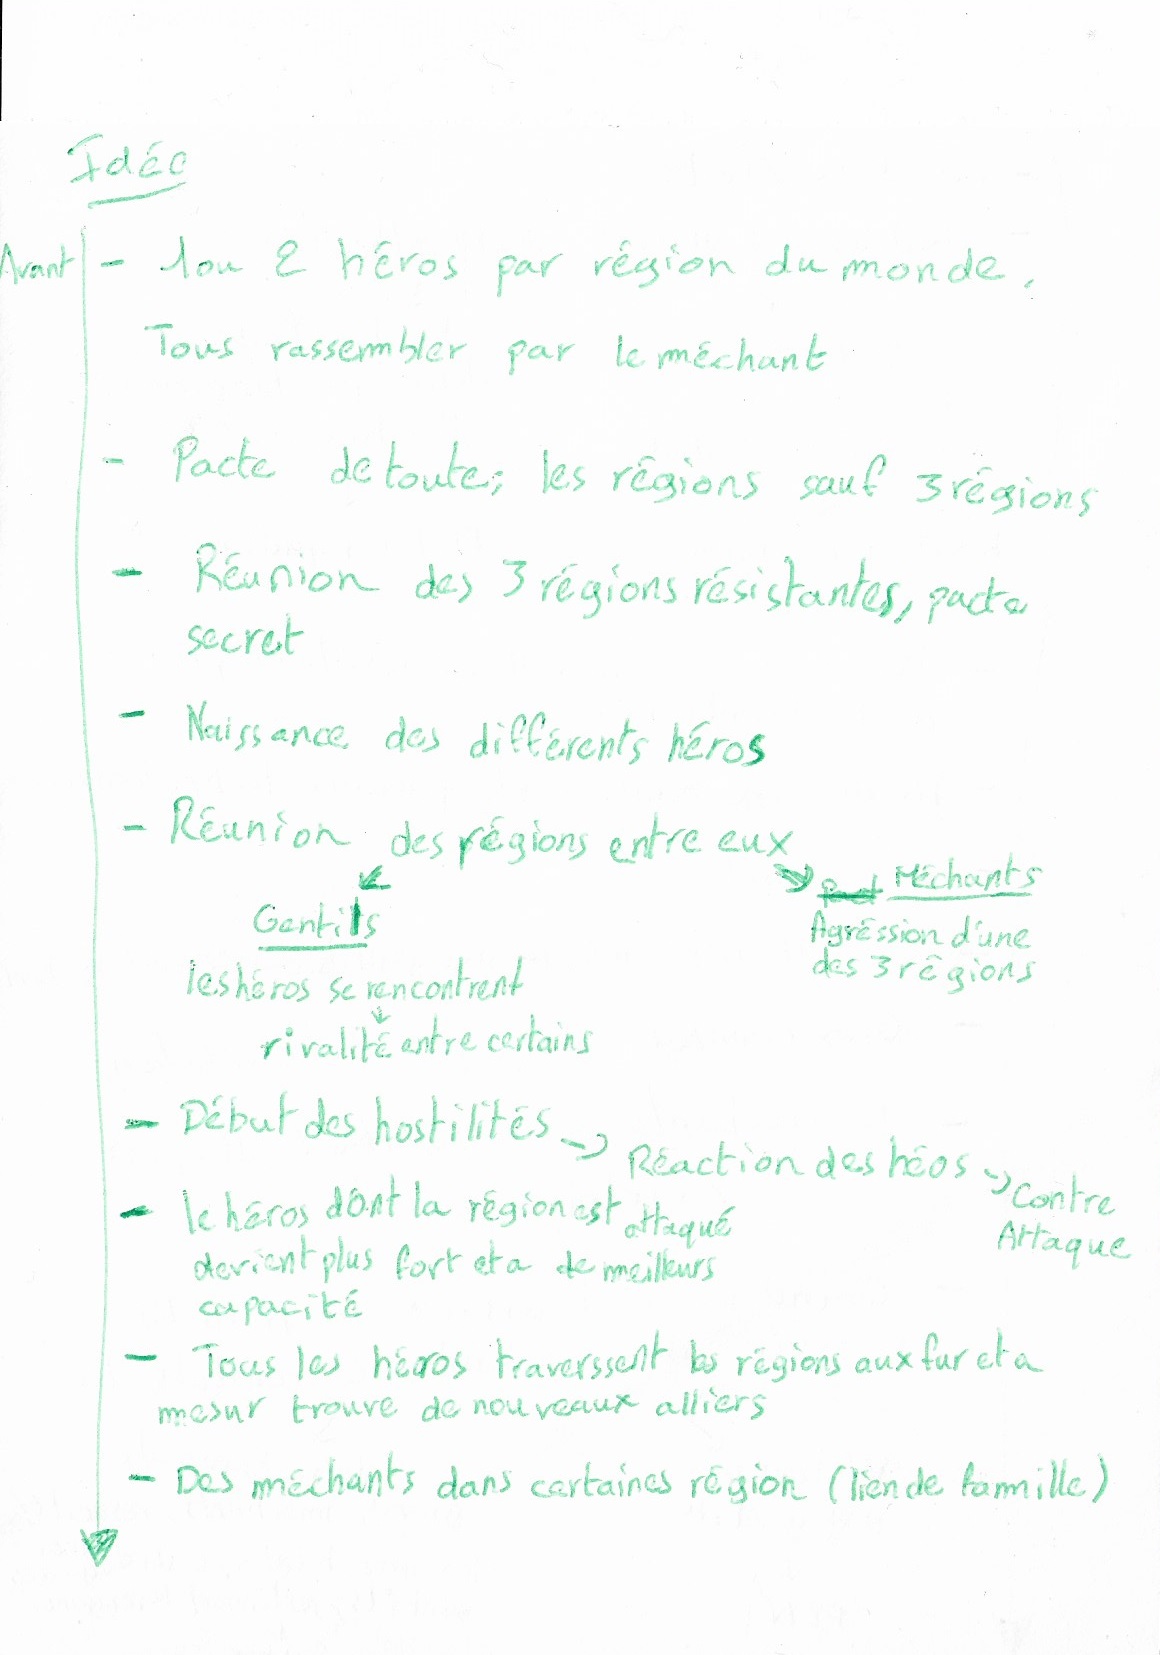 Idée
Avant - 1 ou 2 héros par région du monde.
Tous rassembler par le méchant
- Pacte de toutes les régions sauf 3 régions
- Réunion des 3 régions résistantes, pacte
secret
- Naissance des différents héros
- Réunion des régions entre eux
Méchants
Gentils
Agréssion d'une
des 3 régions
les héros se rencontrent
rivalité entre certains
- Début des hostilités
Réaction des héos
Contre
Attaque
- le héros dont la région est attaqué
devient plus fort et a de meilleurs
capacité
- Tous les héros traverssent les régions aux fur et a
mesur trouve de nouveaux alliers
- Des méchants dans certaines région (lien de famille)